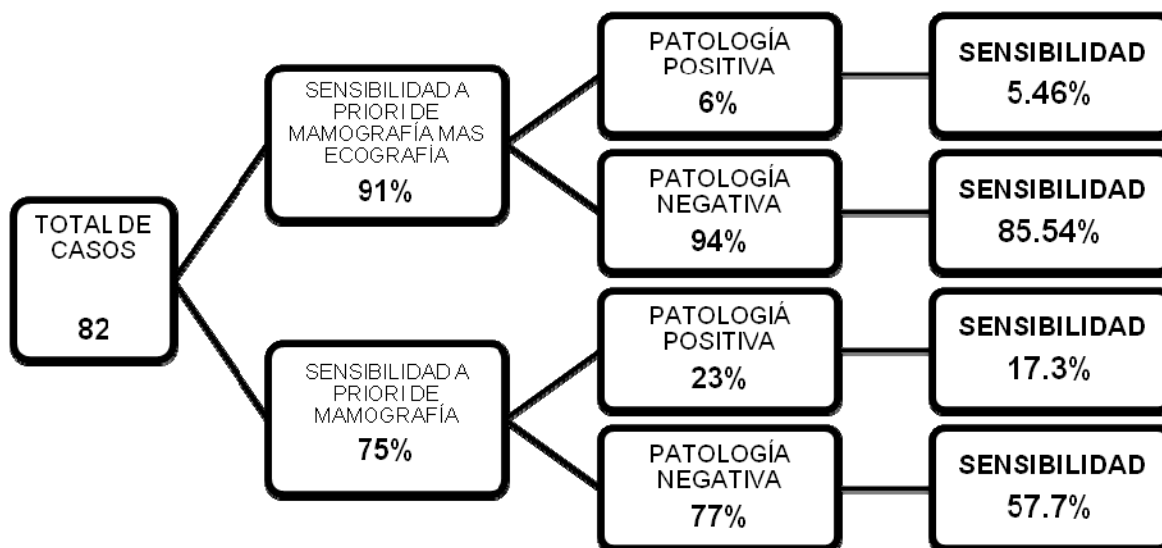 TOTAL DE
CASOS
82
SENSIBILIDAD A
PRIORI DE
MAMOGRAFÍA MAS
ECOGRAFÍA
91%
PATOLOGÍA
POSITIVA
6%
SENSIBILIDAD
5.46%
PATOLOGÍA
NEGATIVA
94%
SENSIBILIDAD
85.54%
SENSIBILIDAD A
PRIORI DE
MAMOGRAFÍA
75%
PATOLOGIÁ
POSITIVA
23%
SENSIBILIDAD
17.3%
PATOLOGÍA
NEGATIVA
77%
SENSIBILIDAD
57.7%